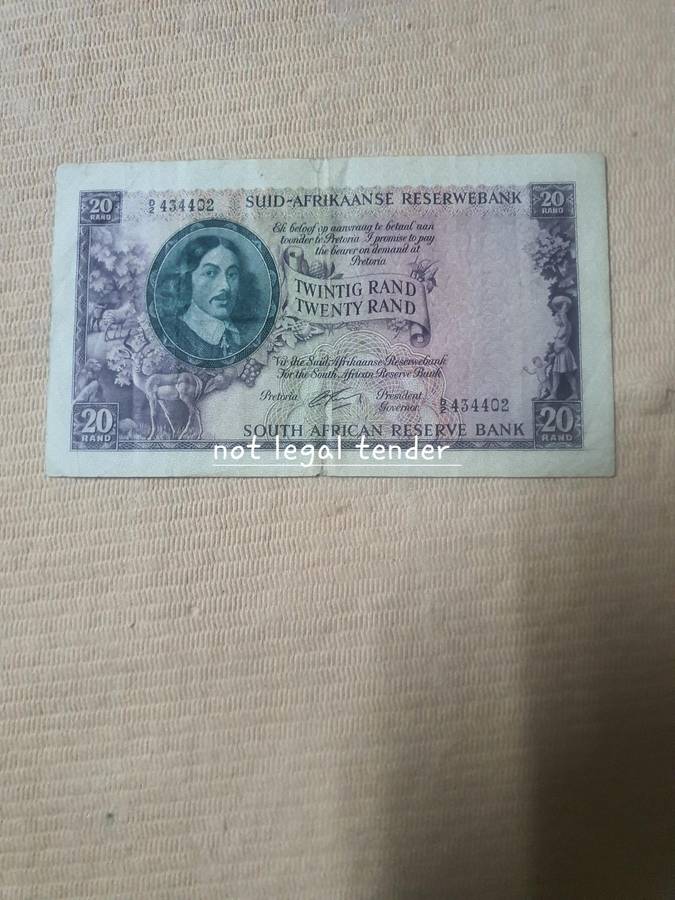 20
RAND
D/2 434402
SUID-AFRIKAANSE RESERWEBANK
20
RAND
Ek beloof op aanvraag te betaal aan
toonder te Pretoria I promise to pay
the bearer on demand at
Pretoria
TWINTIG RAND
TWENTY RAND
Vir die Suid-Afrikaanse Reserwebank
For the South African Reserve Bank
Pretoria
President
Governor
D/2 434402
20
RAND
SOUTH AFRICAN RESERVE BANK
20
RAND
not legal tender